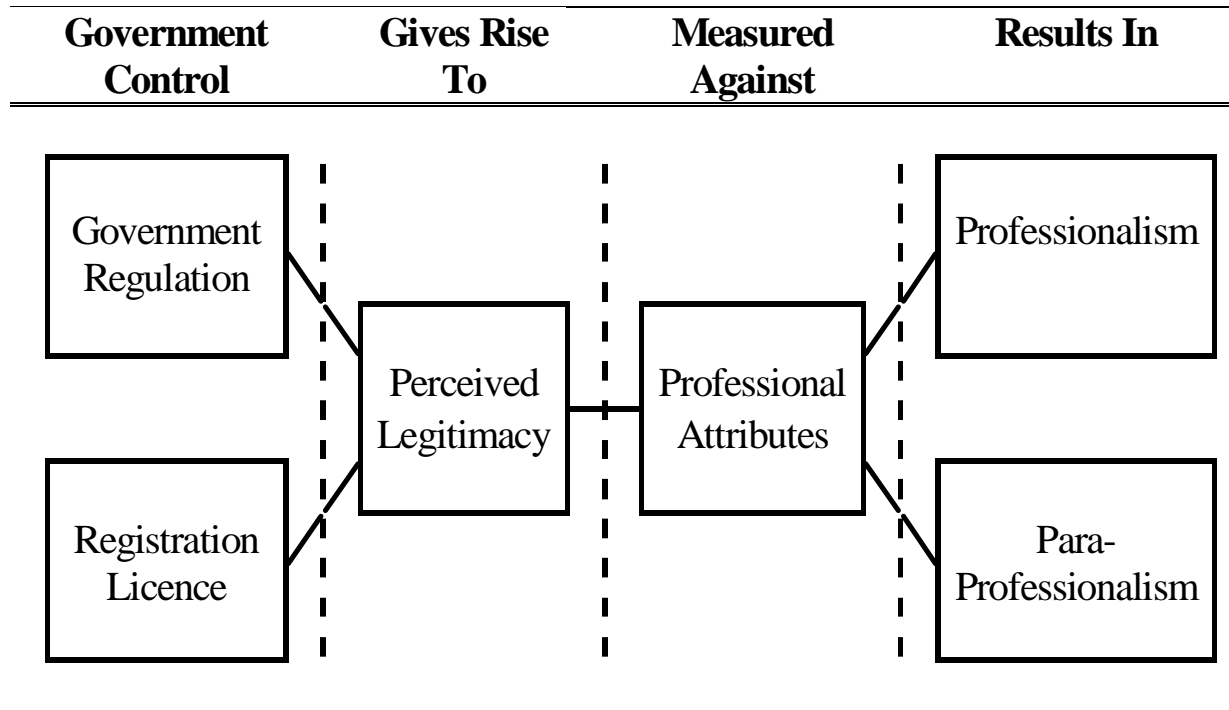 Government
Control
Gives Rise
To
Measured
Against
Results In
Government
Regulation
Registration
Licence
Perceived
Legitimacy
Professional
Attributes
Professionalism
Para-
Professionalism